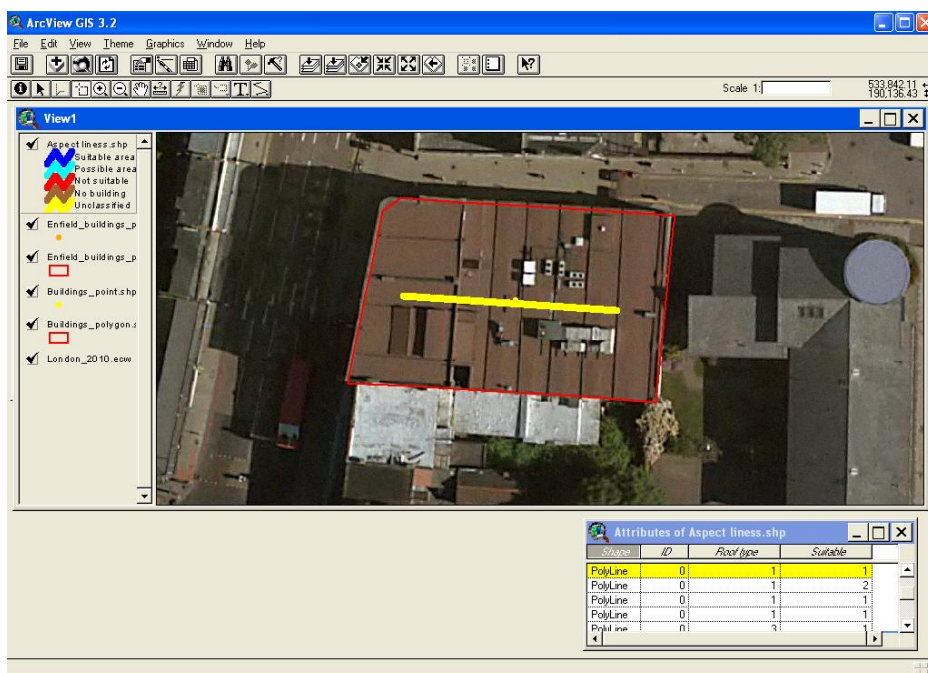 ArcView GIS 3.2
File Edit View Theme Graphics Window Help
Scale 1:
533,842.11
190,136.43
View1
Aspect liness.shp
Suitable area
Possible area
Not suitable
No building
Unclassified
Enfield_buildings_p
Enfield_buildings_p
Buildings_point.shp
Buildings_polygon.s
London_2010.ecw
Attributes of Aspect liness.shp
Shape ID Roof type Suitable
PolyLine 0 1 1
PolyLine 0 1 2
PolyLine 0 1 1
PolyLine 0 1 1
PolyLine 0 3 1